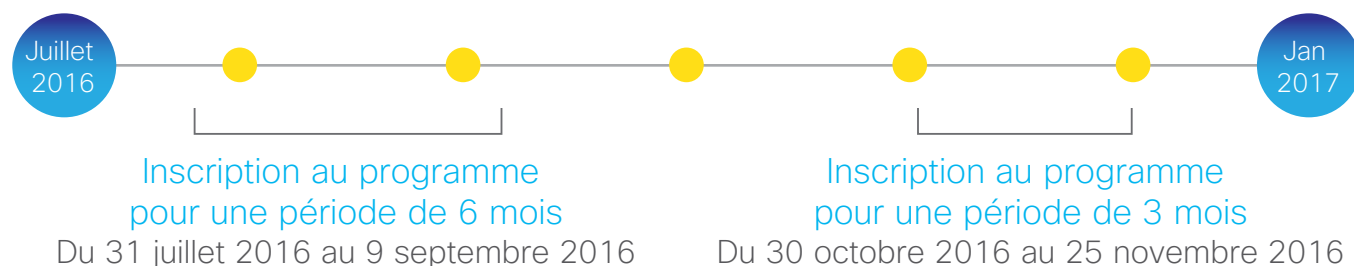 Juillet
2016
Jan
2017
Inscription au programme
pour une période de 6 mois
Du 31 juillet 2016 au 9 septembre 2016
Inscription au programme
pour une période de 3 mois
Du 30 octobre 2016 au 25 novembre 2016